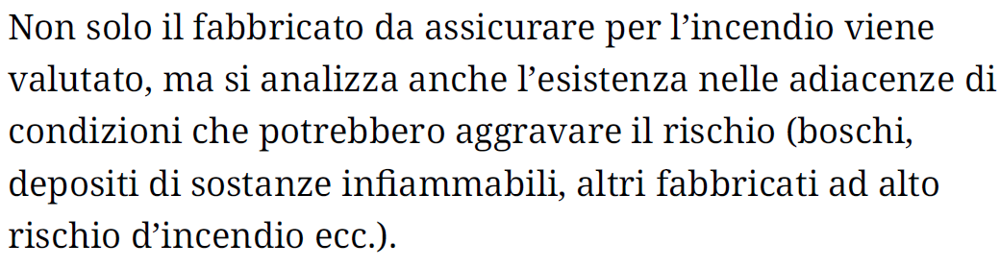 Non solo il fabbricato da assicurare per l’incendio viene
valutato, ma si analizza anche l’esistenza nelle adiacenze di
condizioni che potrebbero aggravare il rischio (boschi,
depositi di sostanze infiammabili, altri fabbricati ad alto
rischio d’incendio ecc.).